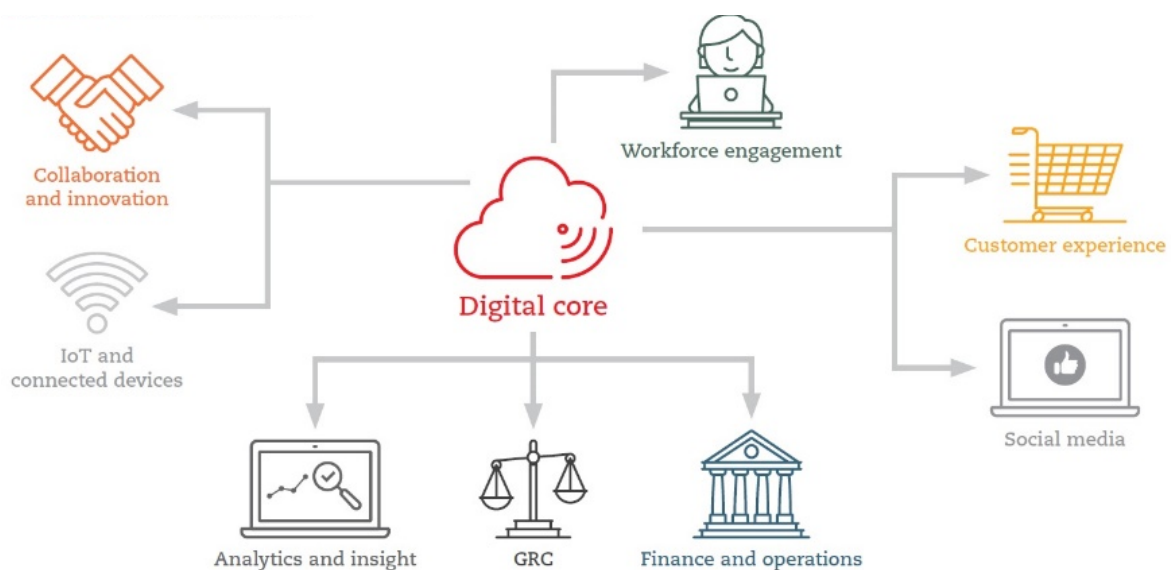 Workforce engagement
Collaboration
and innovation
Customer experience
Digital core
IoT and
connected devices
Social media
Analytics and insight
GRC
Finance and operations